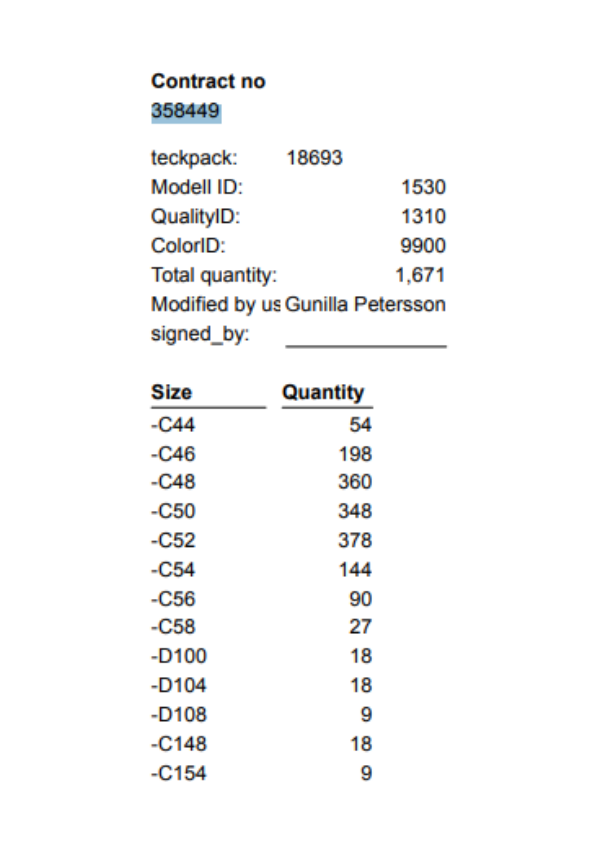 Contract no
358449
teckpack: 18693
Modell ID: 1530
QualityID: 1310
ColorID: 9900
Total quantity: 1,671
Modified by us Gunilla Petersson
signed_by:
Size Quantity
-C44 54
-C46 198
-C48 360
-C50 348
-C52 378
-C54 144
-C56 90
-C58 27
-D100 18
-D104 18
-D108 9
-C148 18
-C154 9